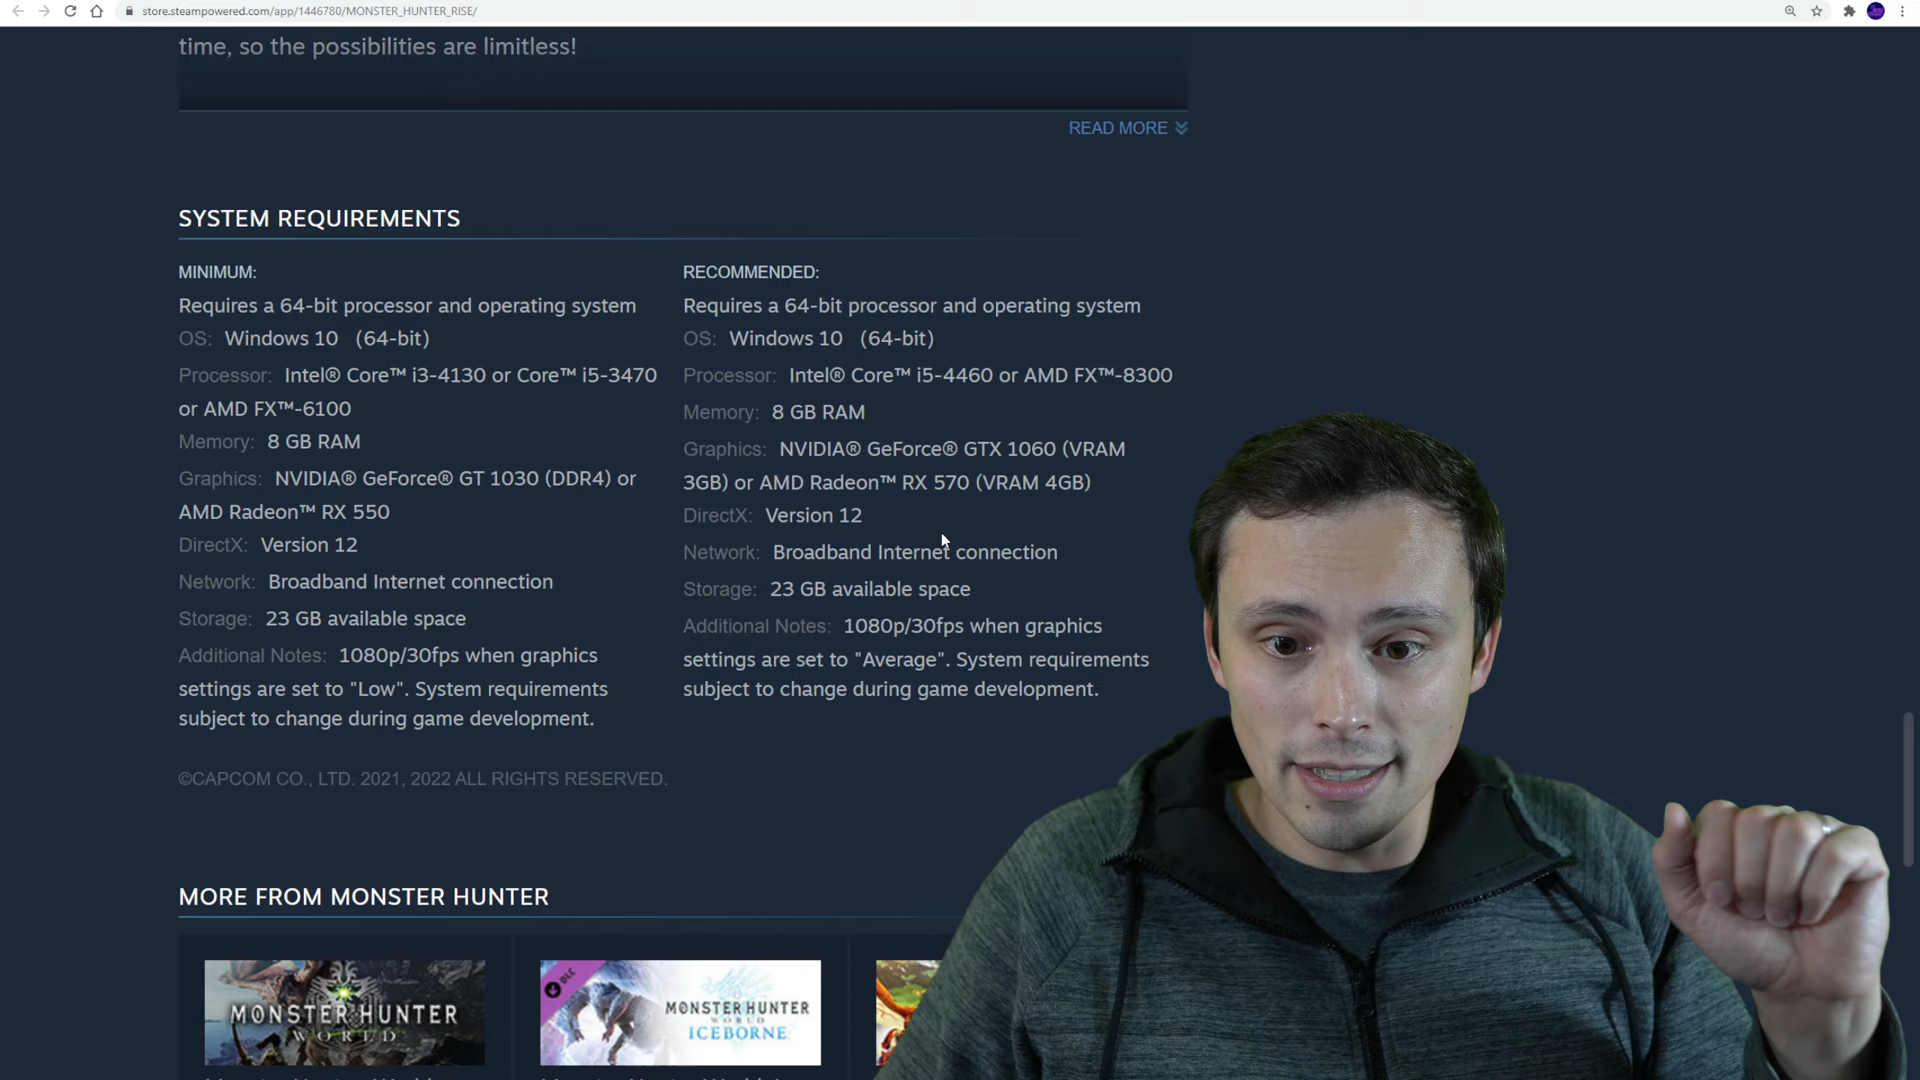 store.steampowered.com/app/1446780/MONSTER_HUNTER_RISE/
time, so the possibilities are limitless!
READ MORE
SYSTEM REQUIREMENTS
MINIMUM:
Requires a 64-bit processor and operating system
OS: Windows 10 (64-bit)
Processor: Intel® Core™ i3-4130 or Core™ i5-3470
or AMD FX™-6100
Memory: 8 GB RAM
Graphics: NVIDIA® GeForce® GT 1030 (DDR4) or
AMD Radeon™ RX 550
DirectX: Version 12
Network: Broadband Internet connection
Storage: 23 GB available space
Additional Notes: 1080p/30fps when graphics
settings are set to "Low". System requirements
subject to change during game development.
RECOMMENDED:
Requires a 64-bit processor and operating system
OS: Windows 10 (64-bit)
Processor: Intel® Core™ i5-4460 or AMD FX™-8300
Memory: 8 GB RAM
Graphics: NVIDIA® GeForce® GTX 1060 (VRAM
3GB) or AMD Radeon™ RX 570 (VRAM 4GB)
DirectX: Version 12
Network: Broadband Internet connection
Storage: 23 GB available space
Additional Notes: 1080p/30fps when graphics
settings are set to "Average". System requirements
subject to change during game development.
©CAPCOM CO., LTD. 2021, 2022 ALL RIGHTS RESERVED.
MORE FROM MONSTER HUNTER
MONSTER HUNTER
WORLD
DLC
MONSTER HUNTER
WORLD
ICEBORNE